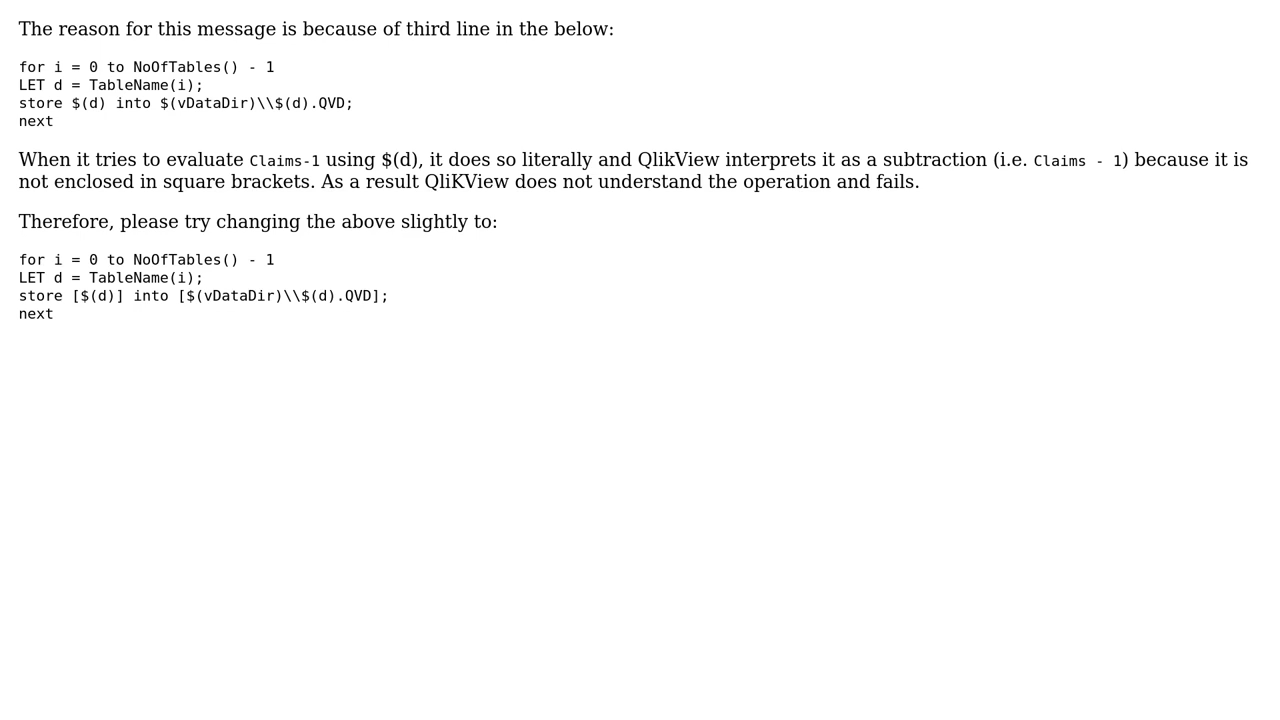 The reason for this message is because of third line in the below:
for i = 0 to NoOfTables() - 1
LET d = TableName(i);
store $(d) into $(vDataDir)\\$(d).QVD;
next
When it tries to evaluate Claims-1 using $(d), it does so literally and QlikView interprets it as a subtraction (i.e. Claims - 1) because it is
not enclosed in square brackets. As a result QliKView does not understand the operation and fails.
Therefore, please try changing the above slightly to:
for i = 0 to NoOfTables() - 1
LET d = TableName(i);
store [$(d)] into [$(vDataDir)\\$(d).QVD];
next